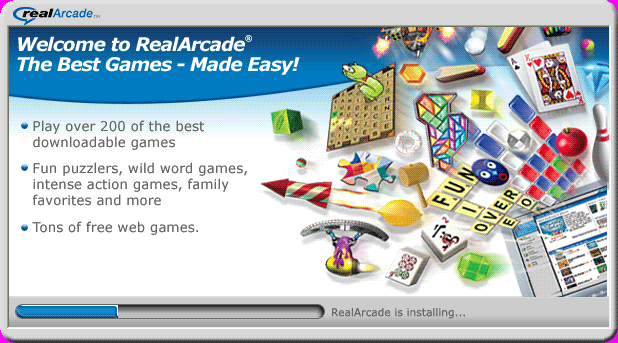 realArcade™
Welcome to RealArcade®
The Best Games - Made Easy!
Play over 200 of the best
downloadable games
Fun puzzlers, wild word games,
intense action games, family
favorites and more
Tons of free web games.
A
K
FUN
OVER
RealArcade is installing...